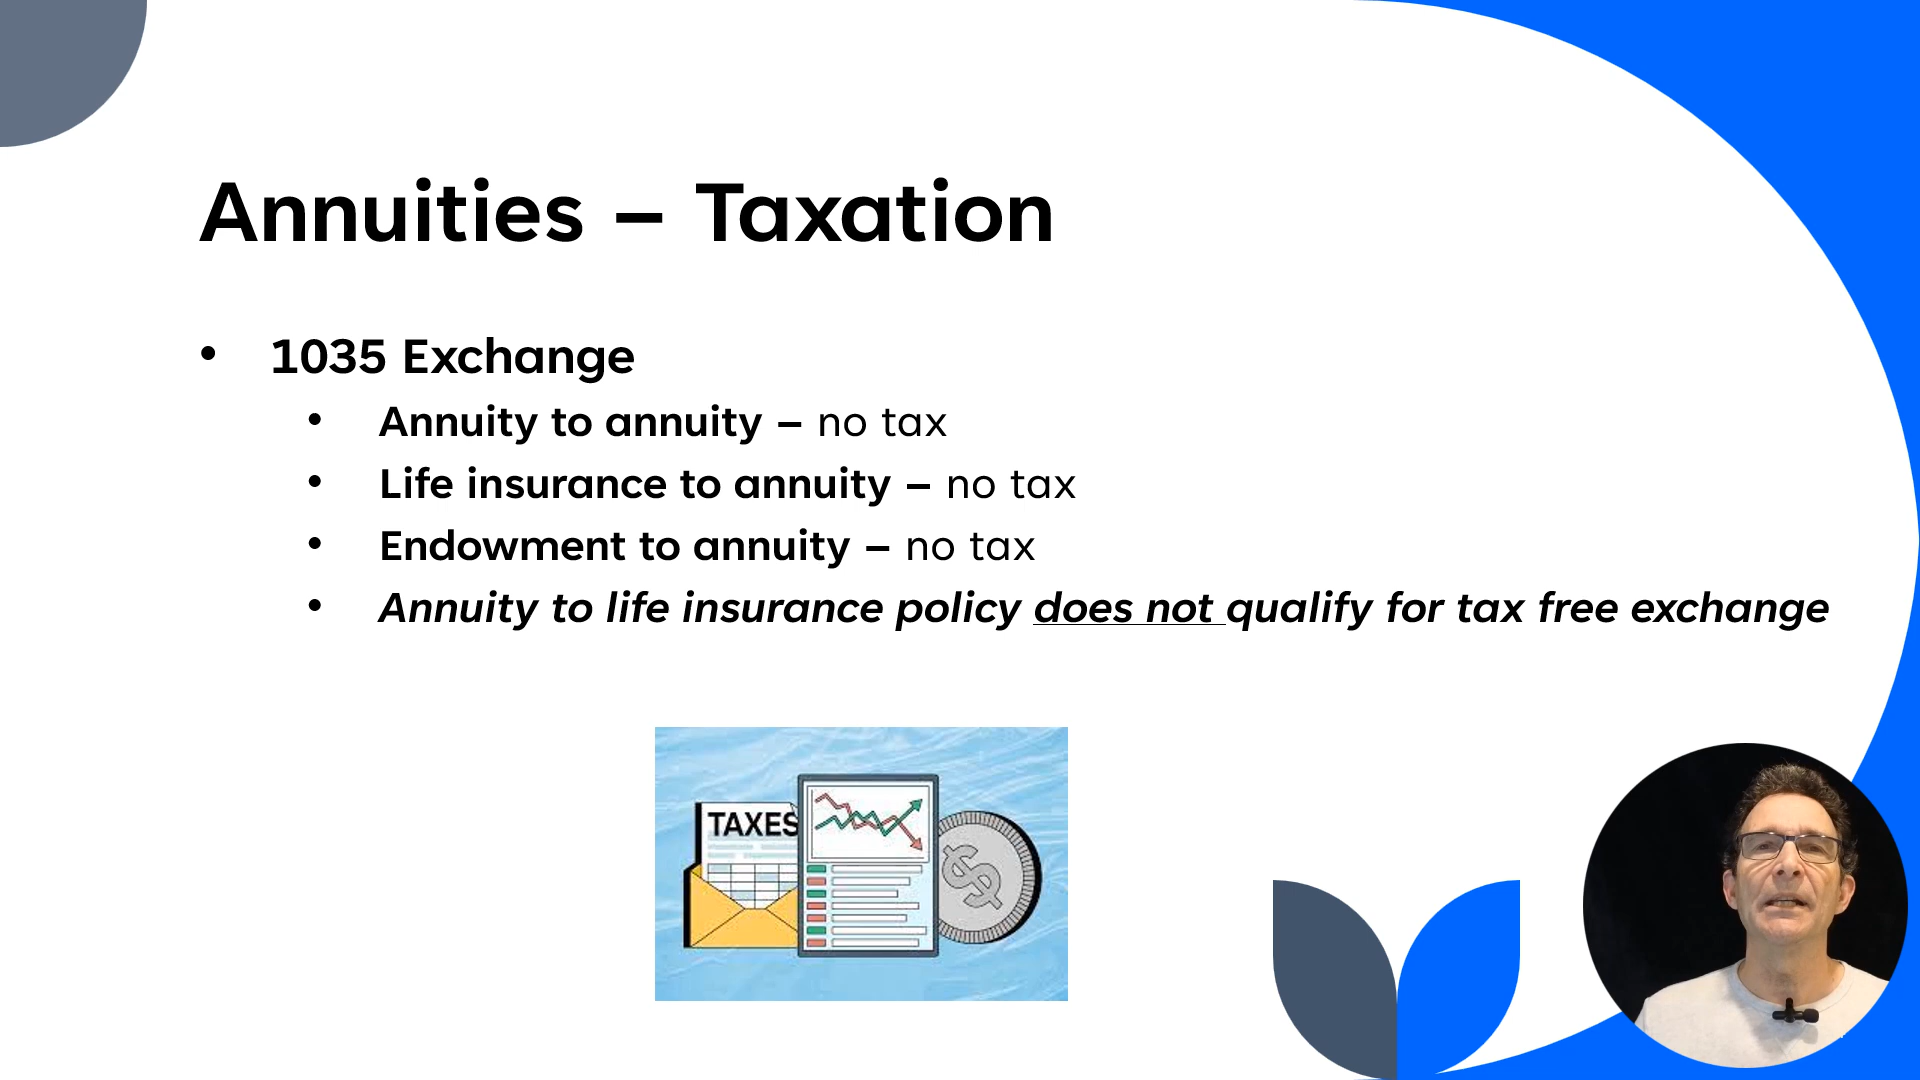 Annuities – Taxation
• 1035 Exchange
• Annuity to annuity – no tax
• Life insurance to annuity – no tax
• Endowment to annuity – no tax
• Annuity to life insurance policy does not qualify for tax free exchange
TAXES
$